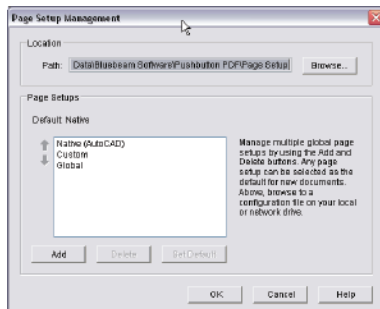 Page Setup Management
Location
Path: Data\Bluebeam Software\Pushbutton PDF\Page Setup
Browse...
Page Setups
Default: Native
Native (AutoCAD)
Custom
Global
Manage multiple global page
setups by using the Add and
Delete buttons. Any page
setup can be selected as the
default for new documents.
Above, browse to a
configuration file on your local
or network drive.
Add
Delete
Set Default
OK
Cancel
Help